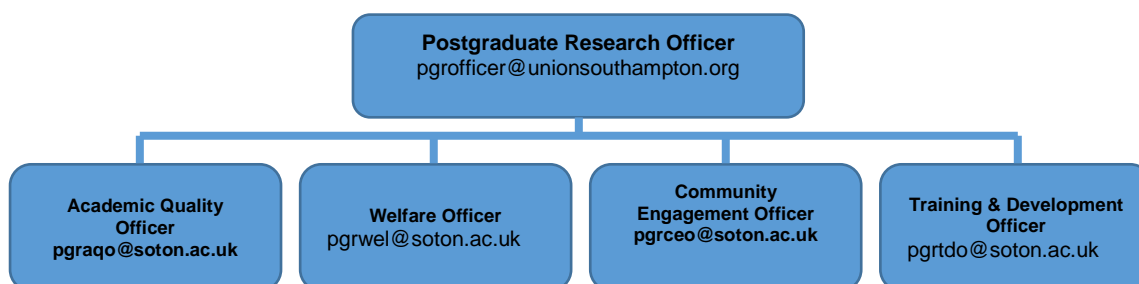 Postgraduate Research Officer
pgrofficer@unionsouthampton.org
Academic Quality
Officer
pgraqo@soton.ac.uk
Welfare Officer
pgrwel@soton.ac.uk
Community
Engagement Officer
pgrceo@soton.ac.uk
Training & Development
Officer
pgrtdo@soton.ac.uk